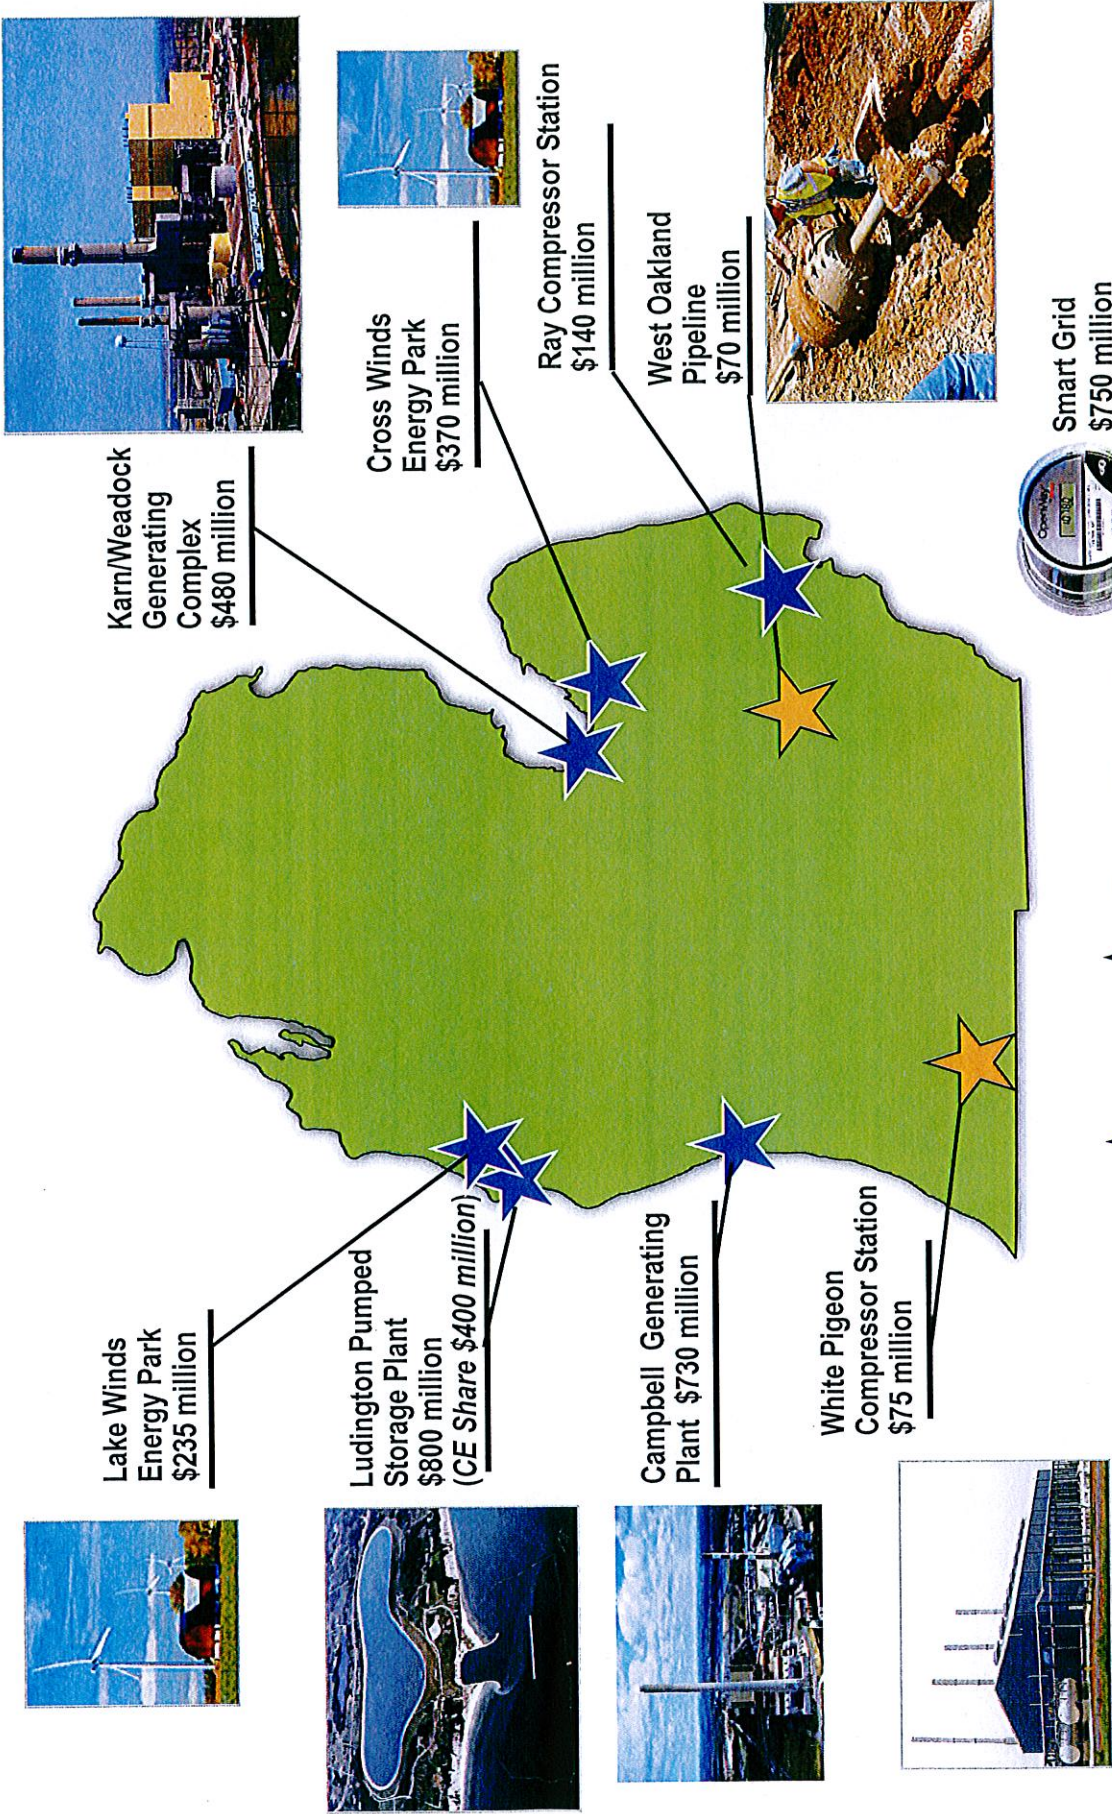 Lake Winds
Energy Park
$235 million
Ludington Pumped
Storage Plant
$800 million
(CE Share $400 million)
Campbell Generating
Plant $730 million
White Pigeon
Compressor Station
$75 million
Karn/Weadock
Generating
Complex
$480 million
Cross Winds
Energy Park
$370 million
Ray Compressor Station
$140 million
West Oakland
Pipeline
$70 million
2010
OpenWay
Smart Grid
$750 million